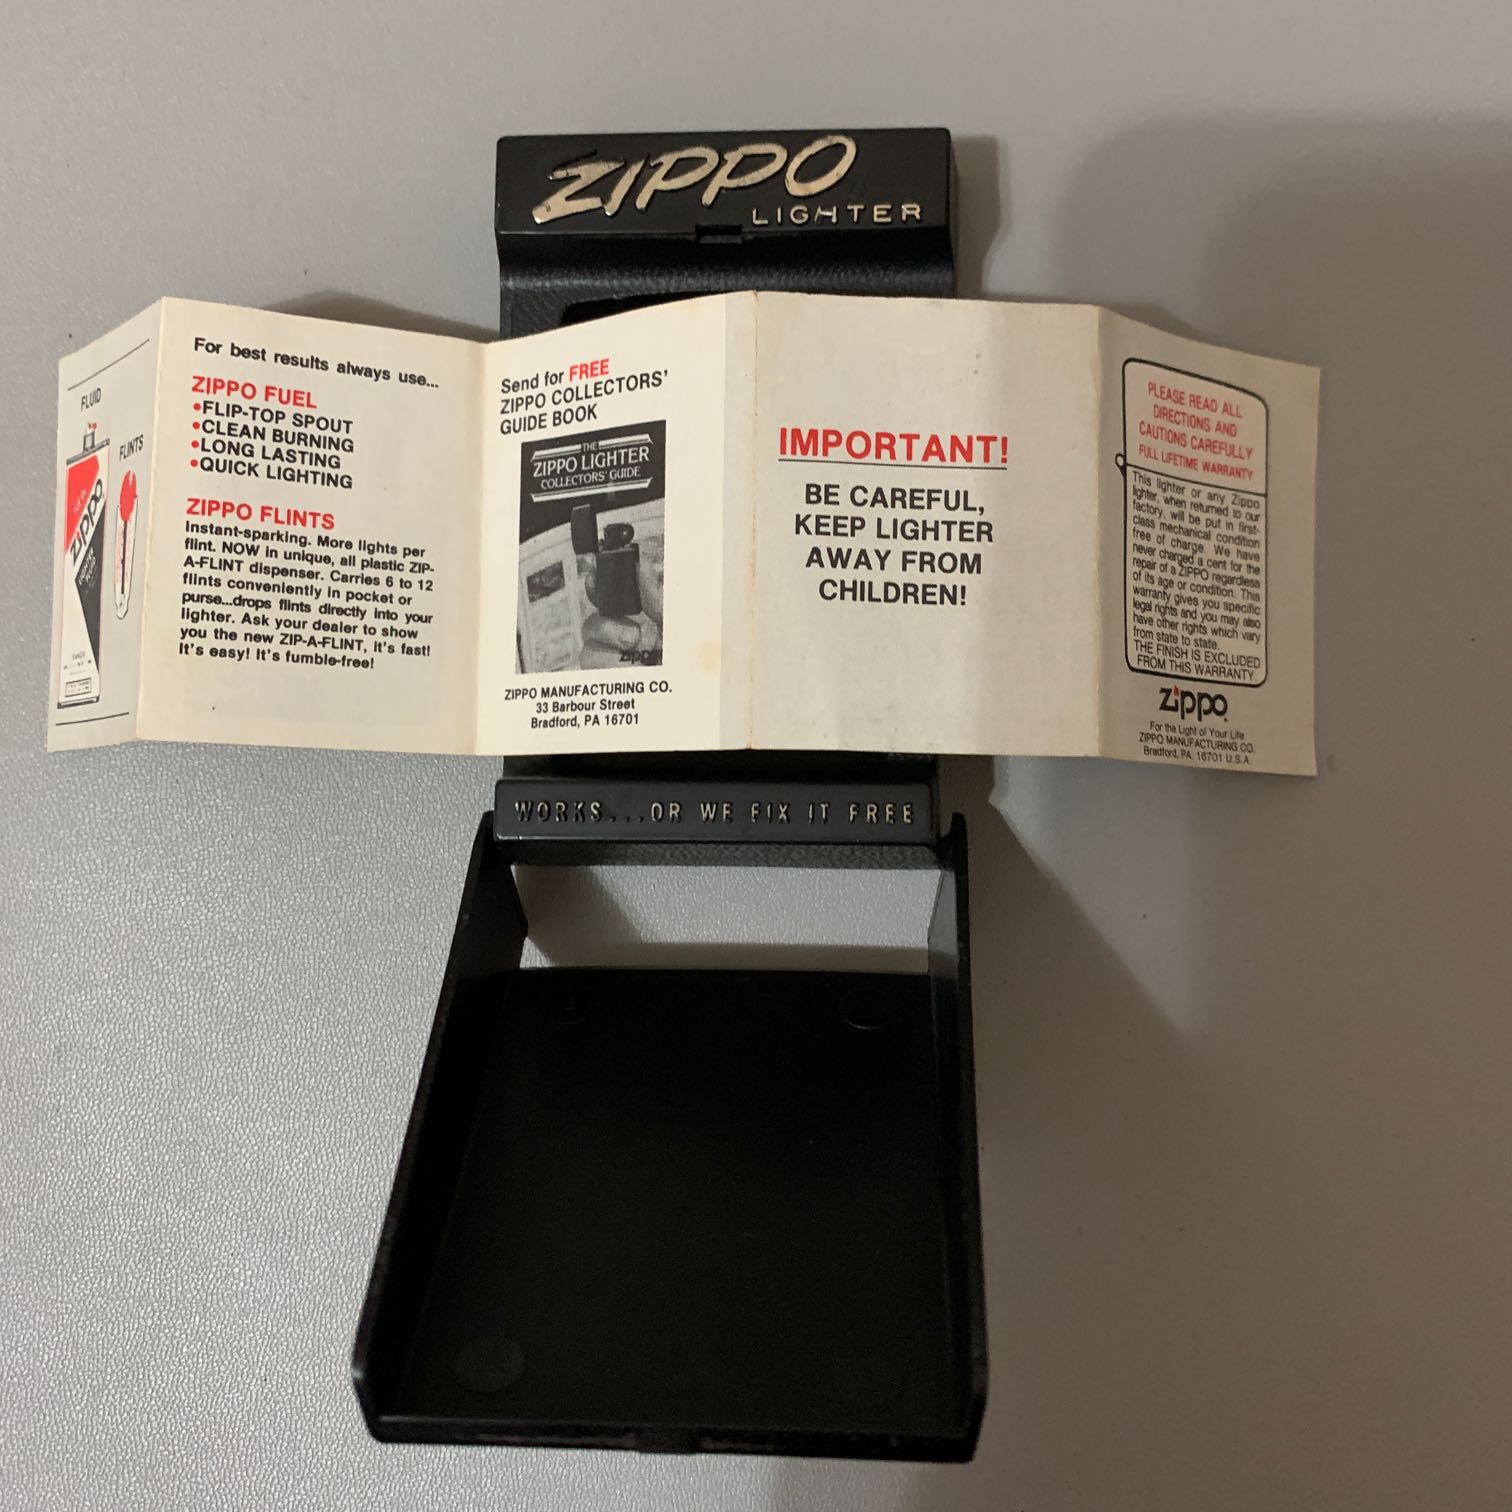 ZIPPO
LIGHTER
FLUID
FLINTS
NEW
Zippo
For best results always use...
ZIPPO FUEL
•FLIP-TOP SPOUT
•CLEAN BURNING
•LONG LASTING
•QUICK LIGHTING
ZIPPO FLINTS
Instant-sparking. More lights per
flint. NOW in unique, all plastic ZIP-
A-FLINT dispenser. Carries 6 to 12
flints conveniently in pocket or
purse...drops flints directly into your
lighter. Ask your dealer to show
you the new ZIP-A-FLINT, it's fast!
It's easy! It's fumble-free!
Send for FREE
ZIPPO COLLECTORS'
GUIDE BOOK
THE
ZIPPO LIGHTER
COLLECTORS' GUIDE
Zippo
ZIPPO MANUFACTURING CO.
33 Barbour Street
Bradford, PA 16701
IMPORTANT!
BE CAREFUL,
KEEP LIGHTER
AWAY FROM
CHILDREN!
PLEASE READ ALL
DIRECTIONS AND
CAUTIONS CAREFULLY
FULL LIFETIME WARRANTY
This lighter or any Zippo
lighter, when returned to our
factory, will be put in first-
class mechanical condition
free of charge. We have
never charged a cent for the
repair of a ZIPPO regardless
of its age or condition. This
warranty gives you specific
legal rights and you may also
have other rights which vary
from state to state.
THE FINISH IS EXCLUDED
FROM THIS WARRANTY.
Zippo
For the Light of Your Life
ZIPPO MANUFACTURING CO.
Bradford, PA. 16701 U.S.A.
WORKS...OR WE FIX IT FREE